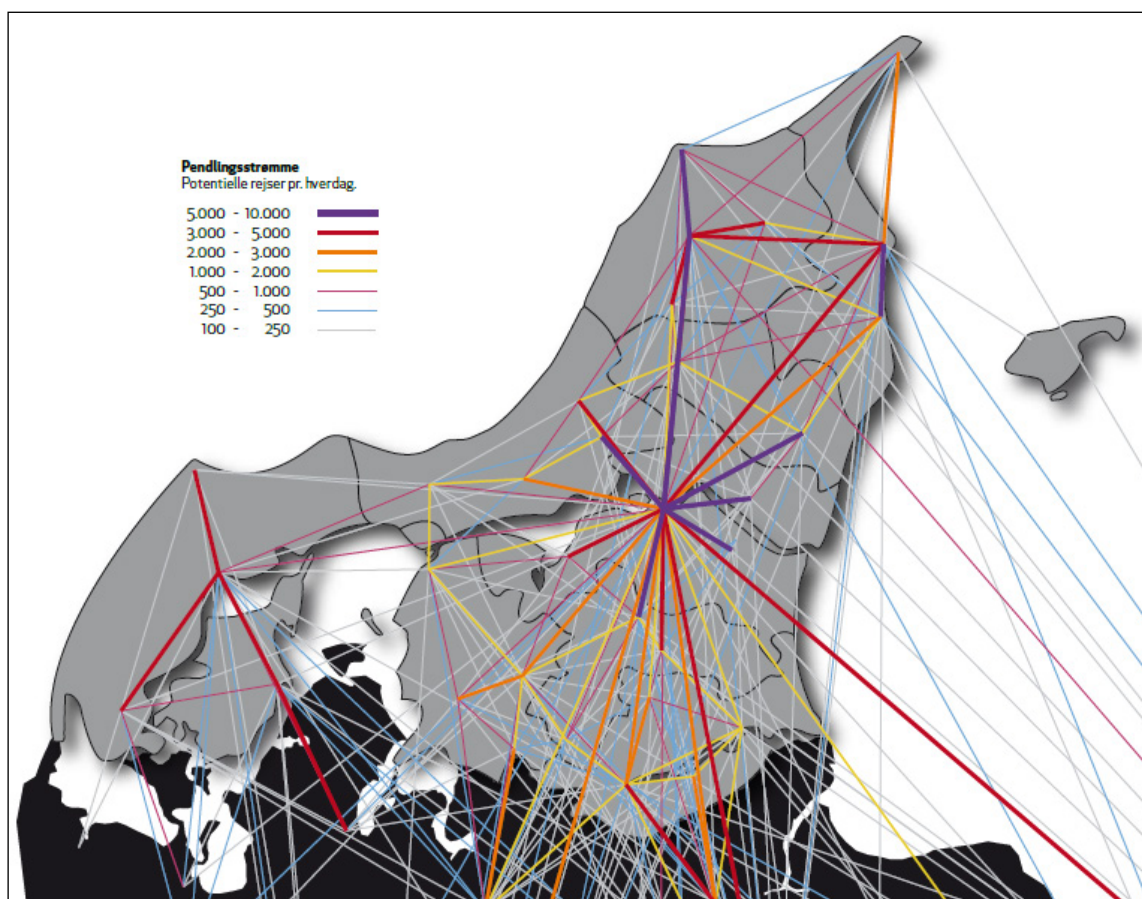 Pendlingsstrømme
Potentielle rejser pr. hverdag.
5.000 - 10.000
3.000 - 5.000
2.000 - 3.000
1.000 - 2.000
500 - 1.000
250 - 500
100 - 250